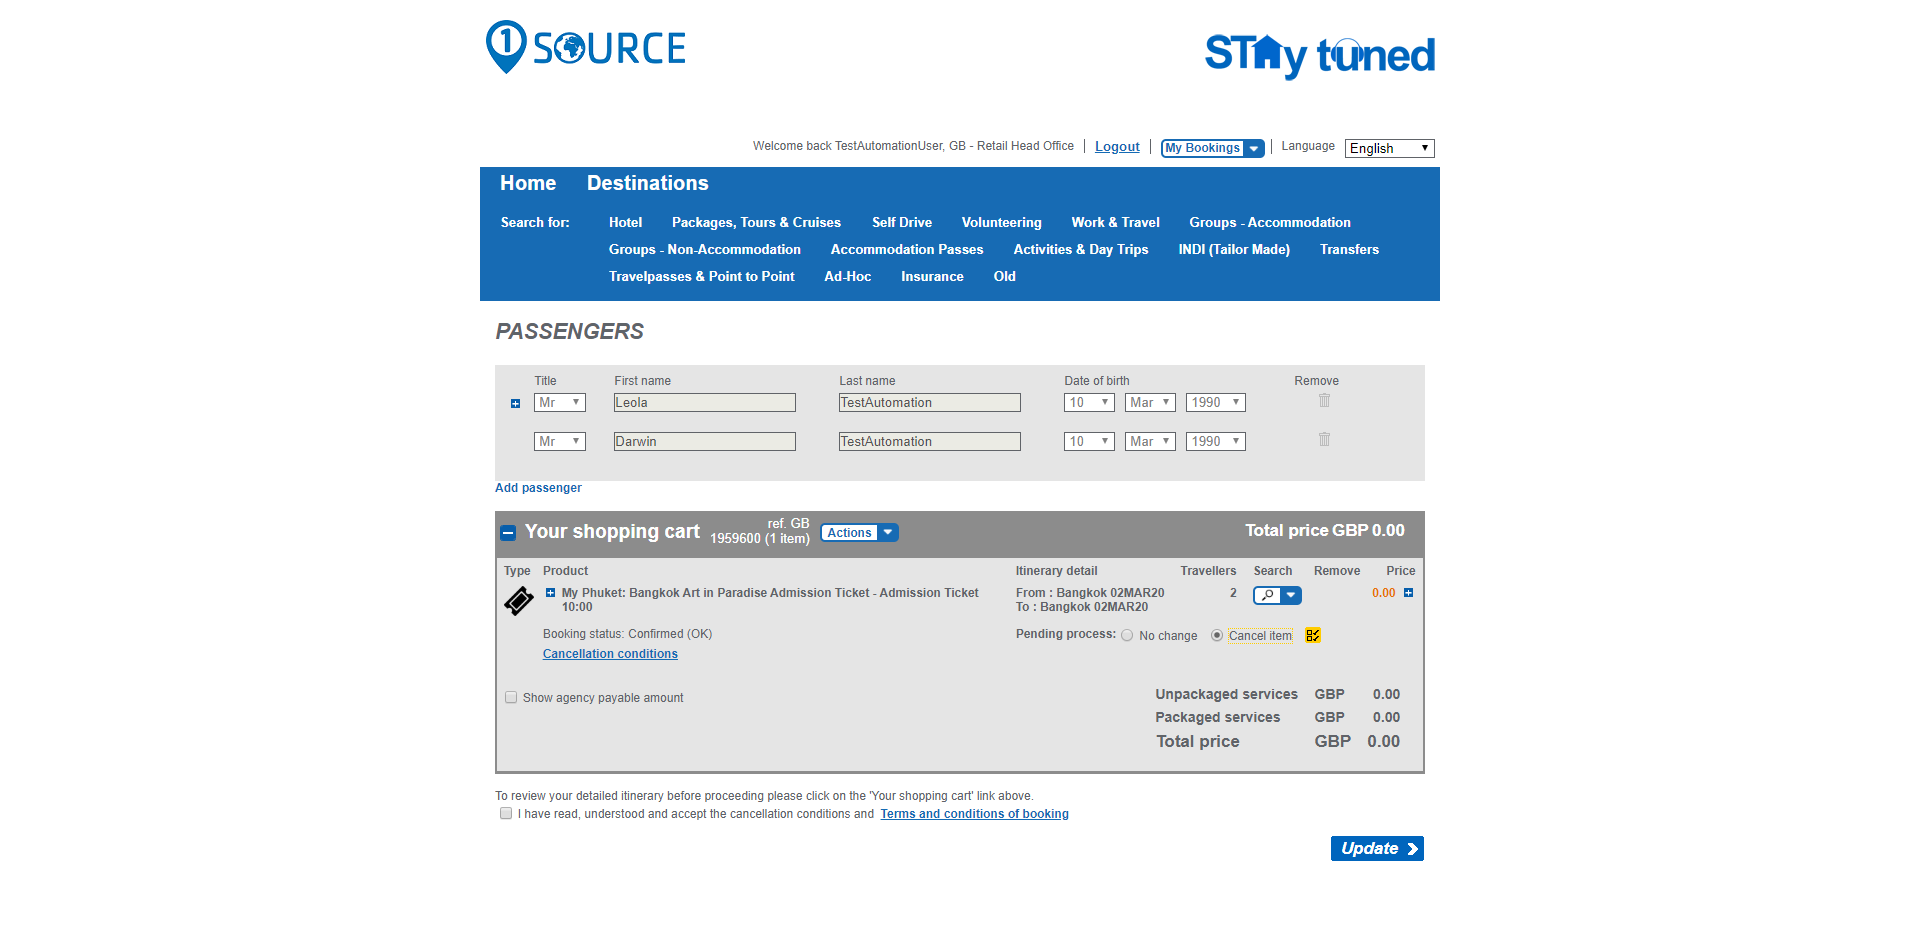 1 SOURCE
STAy tuned
Welcome back TestAutomationUser, GB - Retail Head Office Logout My Bookings Language English
Home Destinations
Search for: Hotel Packages, Tours & Cruises Self Drive Volunteering Work & Travel Groups - Accommodation
Groups - Non-Accommodation Accommodation Passes Activities & Day Trips INDI (Tailor Made) Transfers
Travelpasses & Point to Point Ad-Hoc Insurance Old
PASSENGERS
Title First name Last name Date of birth Remove
Mr Leola TestAutomation 10 Mar 1990
Mr Darwin TestAutomation 10 Mar 1990
Add passenger
Your shopping cart ref. GB 1959600 (1 item) Actions Total price GBP 0.00
Type Product Itinerary detail Travellers Search Remove Price
My Phuket: Bangkok Art in Paradise Admission Ticket - Admission Ticket From : Bangkok 02MAR20 2 0.00
10:00 To : Bangkok 02MAR20
Booking status: Confirmed (OK) Pending process: No change Cancel item
Cancellation conditions
Show agency payable amount
Unpackaged services GBP 0.00
Packaged services GBP 0.00
Total price GBP 0.00
To review your detailed itinerary before proceeding please click on the 'Your shopping cart' link above.
I have read, understood and accept the cancellation conditions and Terms and conditions of booking
Update